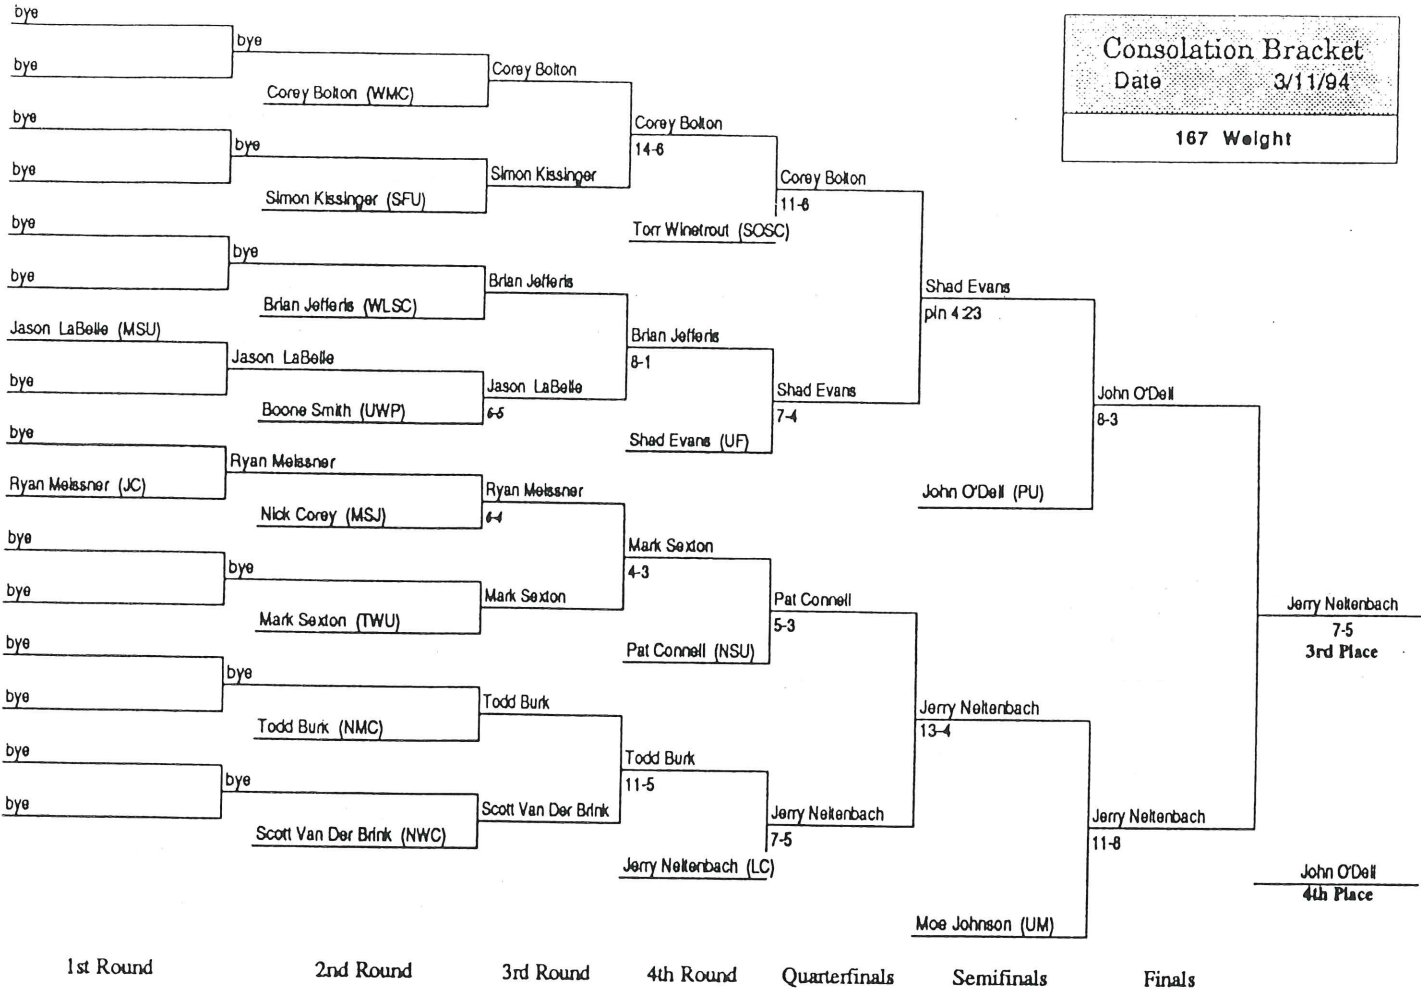 Consolation Bracket
Date 3/11/94
167 Weight
bye
bye
bye
Corey Bolton (WMC)
Corey Bolton
bye
bye
bye
Simon Kissinger (SFU)
Simon Kissinger
Corey Bolton
14-6
Torr Winetrout (SOSC)
Corey Bolton
11-6
bye
bye
bye
Brian Jefferis (WLSC)
Brian Jefferis
Jason LaBelle (MSU)
bye
Jason LaBelle
Boone Smith (UWP)
Jason LaBelle
6-5
Brian Jefferis
8-1
Shad Evans (UF)
Shad Evans
7-4
Shad Evans
pin 4:23
John O'Dell (PU)
John O'Dell
8-3
bye
Ryan Meissner (JC)
Ryan Meissner
Nick Corey (MSJ)
Ryan Meissner
6-4
bye
bye
bye
Mark Sexton (TWU)
Mark Sexton
Mark Sexton
4-3
Pat Connell (NSU)
Pat Connell
5-3
bye
bye
bye
Todd Burk (NMC)
Todd Burk
bye
bye
bye
Scott Van Der Brink (NWC)
Scott Van Der Brink
Todd Burk
11-5
Jerry Neltenbach (LC)
Jerry Neltenbach
7-5
Jerry Neltenbach
13-4
Moe Johnson (UM)
Jerry Neltenbach
11-8
Jerry Neltenbach
7-5
3rd Place
John O'Dell
4th Place
1st Round
2nd Round
3rd Round
4th Round
Quarterfinals
Semifinals
Finals